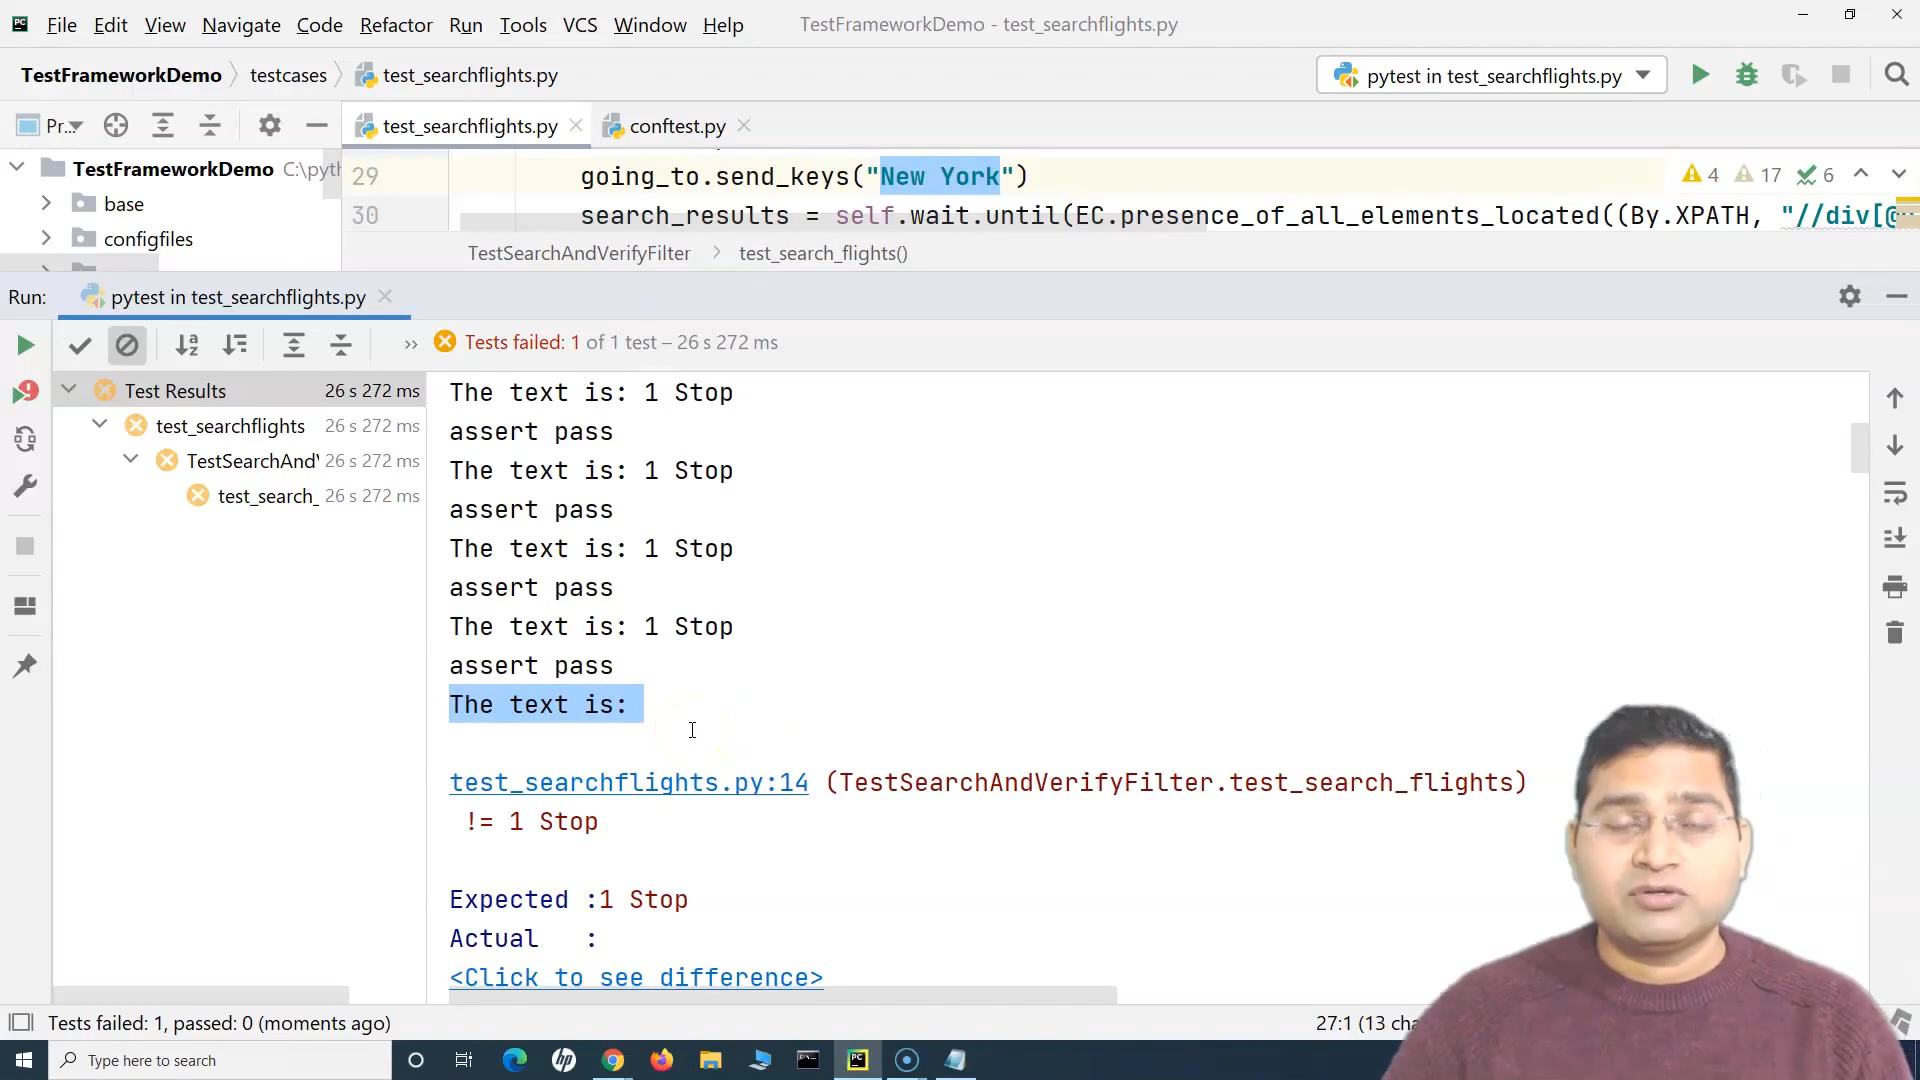 File Edit View Navigate Code Refactor Run Tools VCS Window Help TestFrameworkDemo - test_searchflights.py
TestFrameworkDemo testcases test_searchflights.py pytest in test_searchflights.py
Pr... test_searchflights.py conftest.py
TestFrameworkDemo C:\pyth
base
configfiles
29 going_to.send_keys("New York")
4 17 6
30 search_results = self.wait.until(EC.presence_of_all_elements_located((By.XPATH, "//div[@
TestSearchAndVerifyFilter test_search_flights()
Run: pytest in test_searchflights.py
Tests failed: 1 of 1 test – 26 s 272 ms
Test Results 26 s 272 ms
test_searchflights 26 s 272 ms
TestSearchAnd 26 s 272 ms
test_search_ 26 s 272 ms
The text is: 1 Stop
assert pass
The text is: 1 Stop
assert pass
The text is: 1 Stop
assert pass
The text is: 1 Stop
assert pass
The text is:
test_searchflights.py:14 (TestSearchAndVerifyFilter.test_search_flights)
!= 1 Stop
Expected :1 Stop
Actual :
<Click to see difference>
Tests failed: 1, passed: 0 (moments ago) 27:1 (13 cha
Type here to search